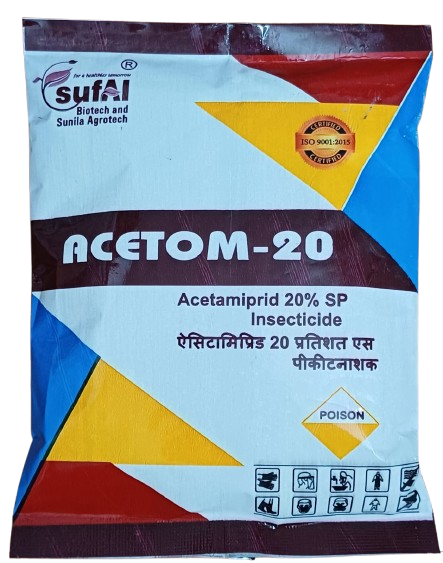 for a healthier generation
®
sufAl
Biotech and
Sunila Agrotech
CERTIFIED
ISO 9001:2015
CERTIFIED
ACETOM-20
Acetamiprid 20% SP
Insecticide
ऐसिटामिप्रिड 20 प्रतिशत एस
पीकीटनाशक
POISON